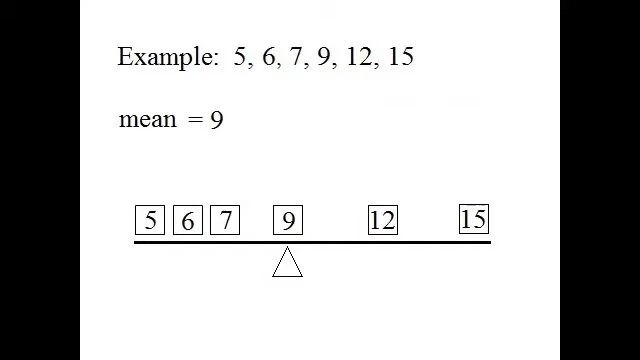 Example: 5, 6, 7, 9, 12, 15
mean = 9
5 6 7 9 12 15